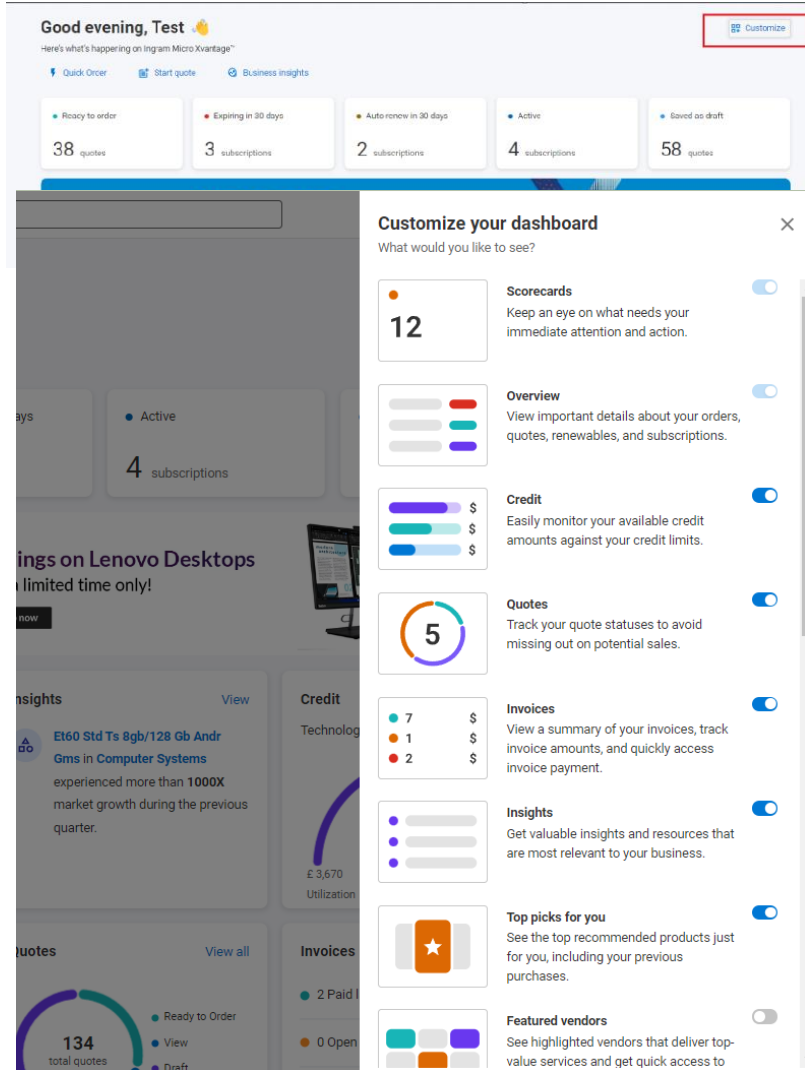 Good evening, Test 👋
Customize
Here's what's happening on Ingram Micro Xvantage™
Quick Orcer
Start quote
Business insights
Ready to order
Expiring in 30 days
Auto renew in 30 days
Active
Saved as draft
38 quotes
3 subscriptions
2 subscriptions
4 subscriptions
58 quotes
ays
Active
4 subscriptions
ings on Lenovo Desktops
limited time only!
now
nsights
View
Et60 Std Ts 8gb/128 Gb Andr
Gms in Computer Systems
experienced more than 1000X
market growth during the previous
quarter.
Credit
Technolog
£ 3,670
Utilization
Quotes
View all
134
total quotes
Ready to Order
View
Draft
Invoices
2 Paid I
0 Open
Customize your dashboard
What would you like to see?
12
Scorecards
Keep an eye on what needs your
immediate attention and action.
Overview
View important details about your orders,
quotes, renewables, and subscriptions.
$
$
$
Credit
Easily monitor your available credit
amounts against your credit limits.
5
Quotes
Track your quote statuses to avoid
missing out on potential sales.
7 $
1 $
2 $
Invoices
View a summary of your invoices, track
invoice amounts, and quickly access
invoice payment.
Insights
Get valuable insights and resources that
are most relevant to your business.
Top picks for you
See the top recommended products just
for you, including your previous
purchases.
Featured vendors
See highlighted vendors that deliver top-
value services and get quick access to